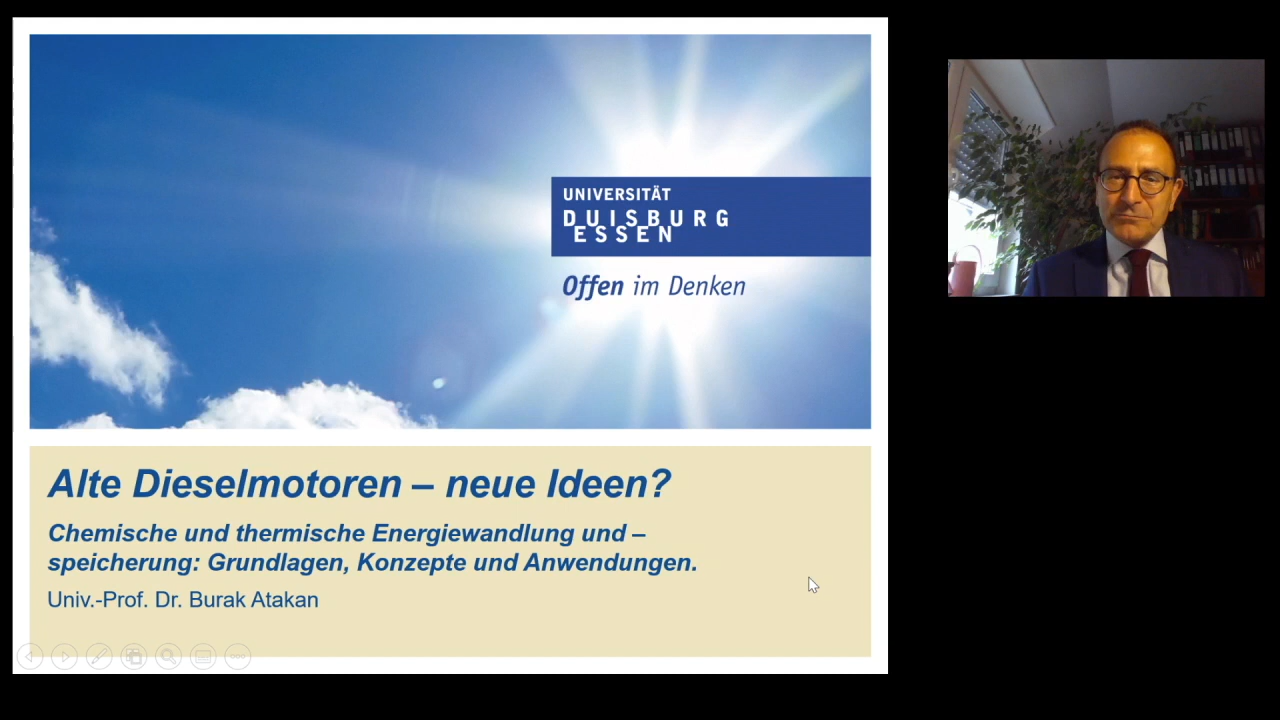 UNIVERSITÄT
DUISBURG
ESSEN
Offen im Denken
Alte Dieselmotoren – neue Ideen?
Chemische und thermische Energiewandlung und –
speicherung: Grundlagen, Konzepte und Anwendungen.
Univ.-Prof. Dr. Burak Atakan